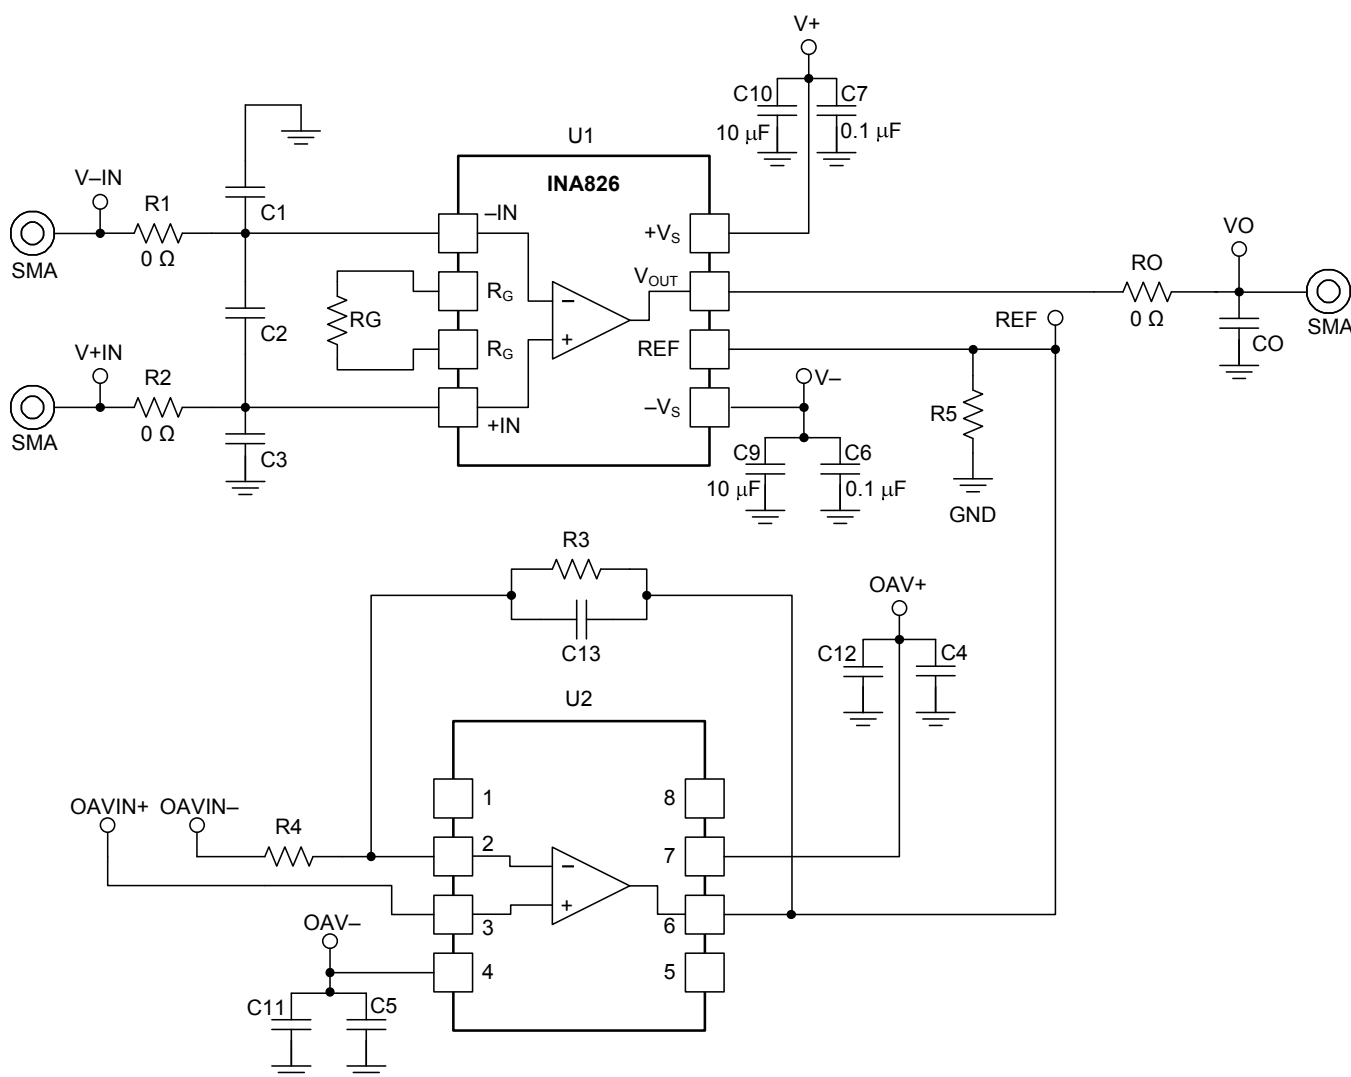 V+
C10
C7
10 µF
0.1 µF
U1
INA826
V–IN
R1
C1
–IN
+VS
SMA
0 Ω
VO
RG
VOUT
RO
RG
C2
REF
0 Ω
SMA
V+IN
RG
REF
CO
R2
V–
–VS
R5
SMA
0 Ω
+IN
C3
C9
C6
10 µF
0.1 µF
GND
R3
OAV+
C13
C12
C4
U2
OAVIN+
OAVIN–
1
8
R4
2
7
3
6
OAV–
4
5
C11
C5